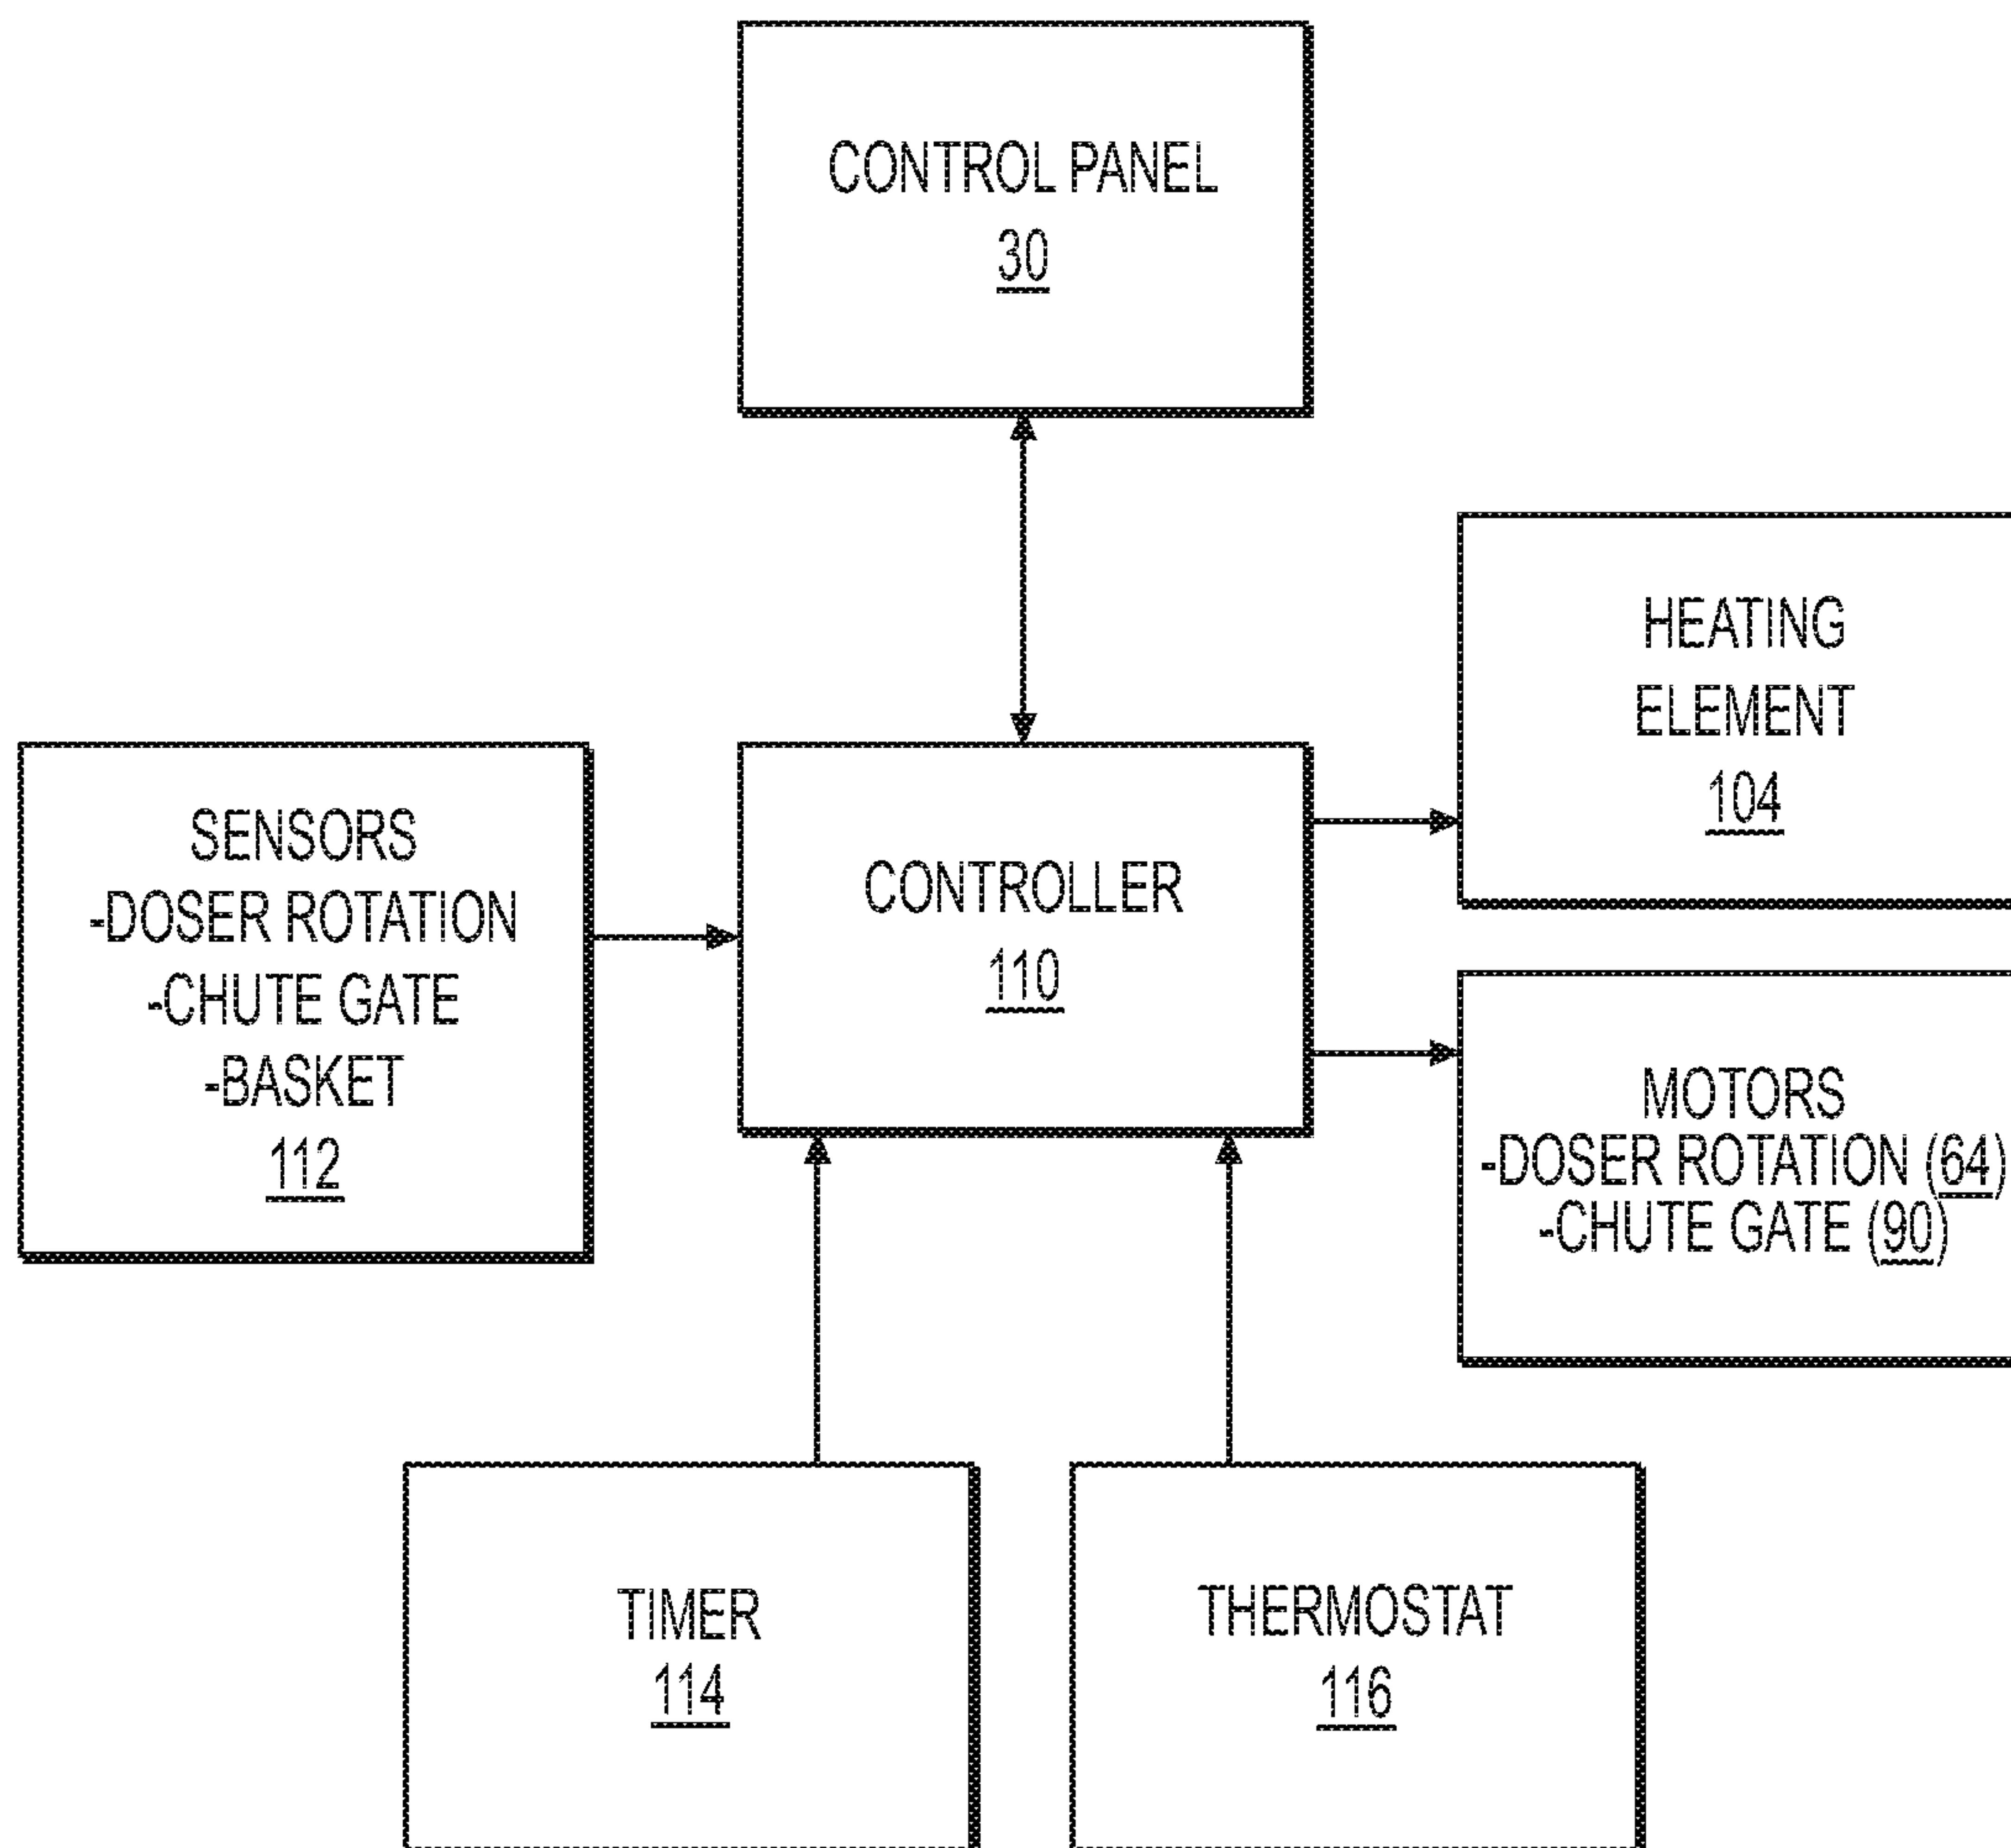 CONTROL PANEL
30
HEATING
ELEMENT
104
SENSORS
-DOSER ROTATION
-CHUTE GATE
-BASKET
112
CONTROLLER
110
MOTORS
-DOSER ROTATION (64)
-CHUTE GATE (90)
TIMER
114
THERMOSTAT
116